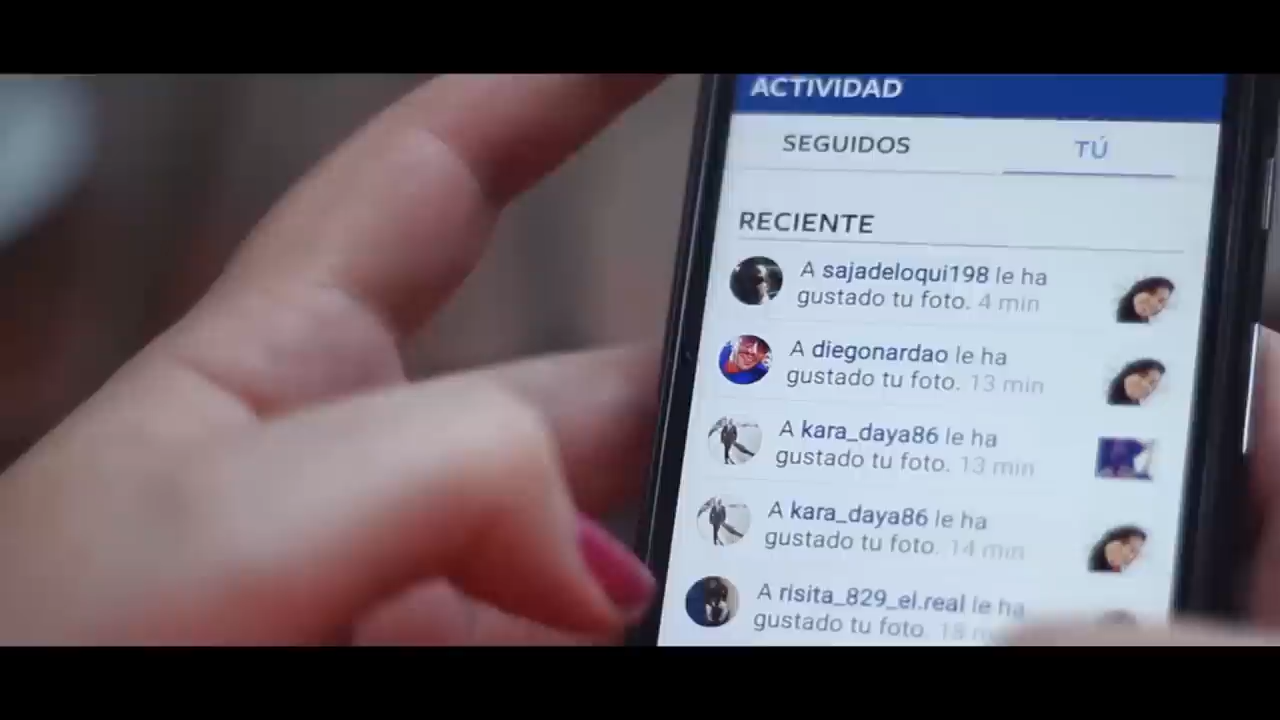 ACTIVIDAD
SEGUIDOS
TÚ
RECIENTE
A sajadeloqui198 le ha
gustado tu foto. 4 min
A diegonardao le ha
gustado tu foto. 13 min
A kara_daya86 le ha
gustado tu foto. 13 min
A kara_daya86 le ha
gustado tu foto. 14 min
A risita_829_el.real le ha
gustado tu foto. 18